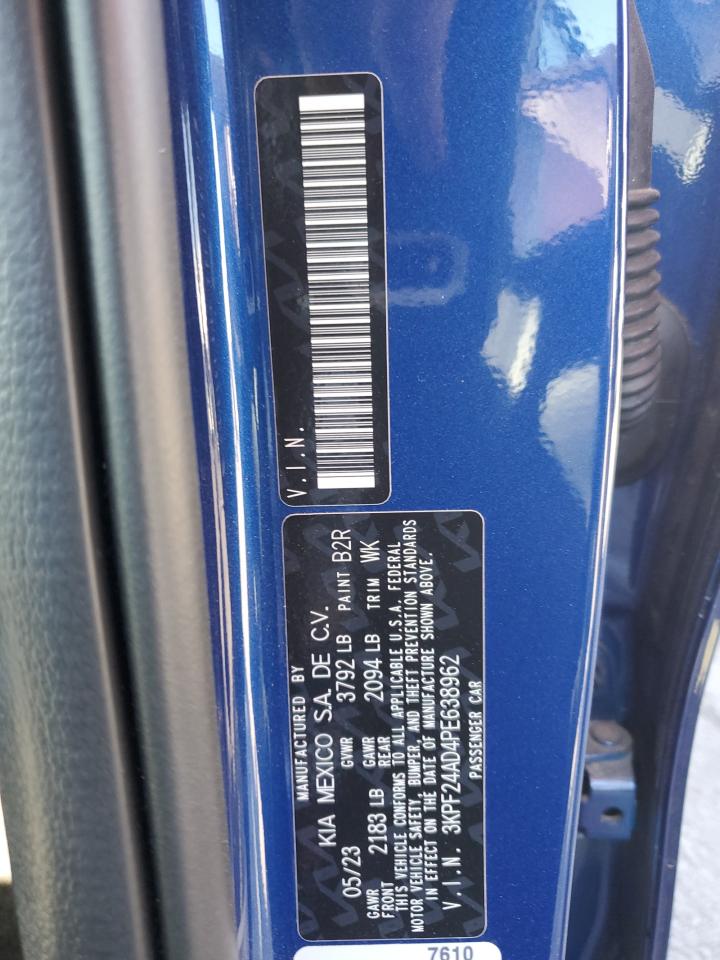 V.I.N.
MANUFACTURED BY
KIA MEXICO S.A. DE C.V.
05/23 GVWR 3792 LB PAINT B2R
GAWR FRONT 2183 LB GAWR REAR 2094 LB TRIM WK
THIS VEHICLE CONFORMS TO ALL APPLICABLE U.S.A. FEDERAL
MOTOR VEHICLE SAFETY, BUMPER, AND THEFT PREVENTION STANDARDS
IN EFFECT ON THE DATE OF MANUFACTURE SHOWN ABOVE.
V.I.N. 3KPF24AD4PE638962
PASSENGER CAR
7610